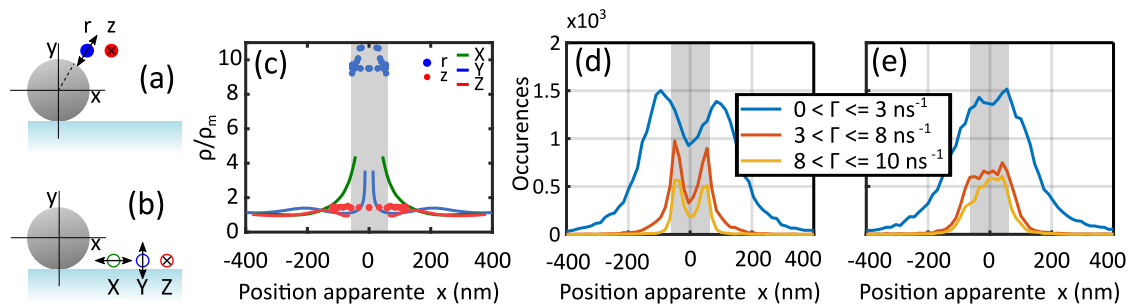 y
r z
x
(a)
y
x
(b)
X Y Z
(c)
ρ/ρm
10
8
6
4
2
0
r
z
X
Y
Z
-400 -200 0 200 400
Position apparente x (nm)
x10³
(d)
Occurences
2
1.5
1
0.5
0
-400 -200 0 200 400
Position apparente x (nm)
(e)
0 < Γ <= 3 ns⁻¹
3 < Γ <= 8 ns⁻¹
8 < Γ <= 10 ns⁻¹
-400 -200 0 200 400
Position apparente x (nm)